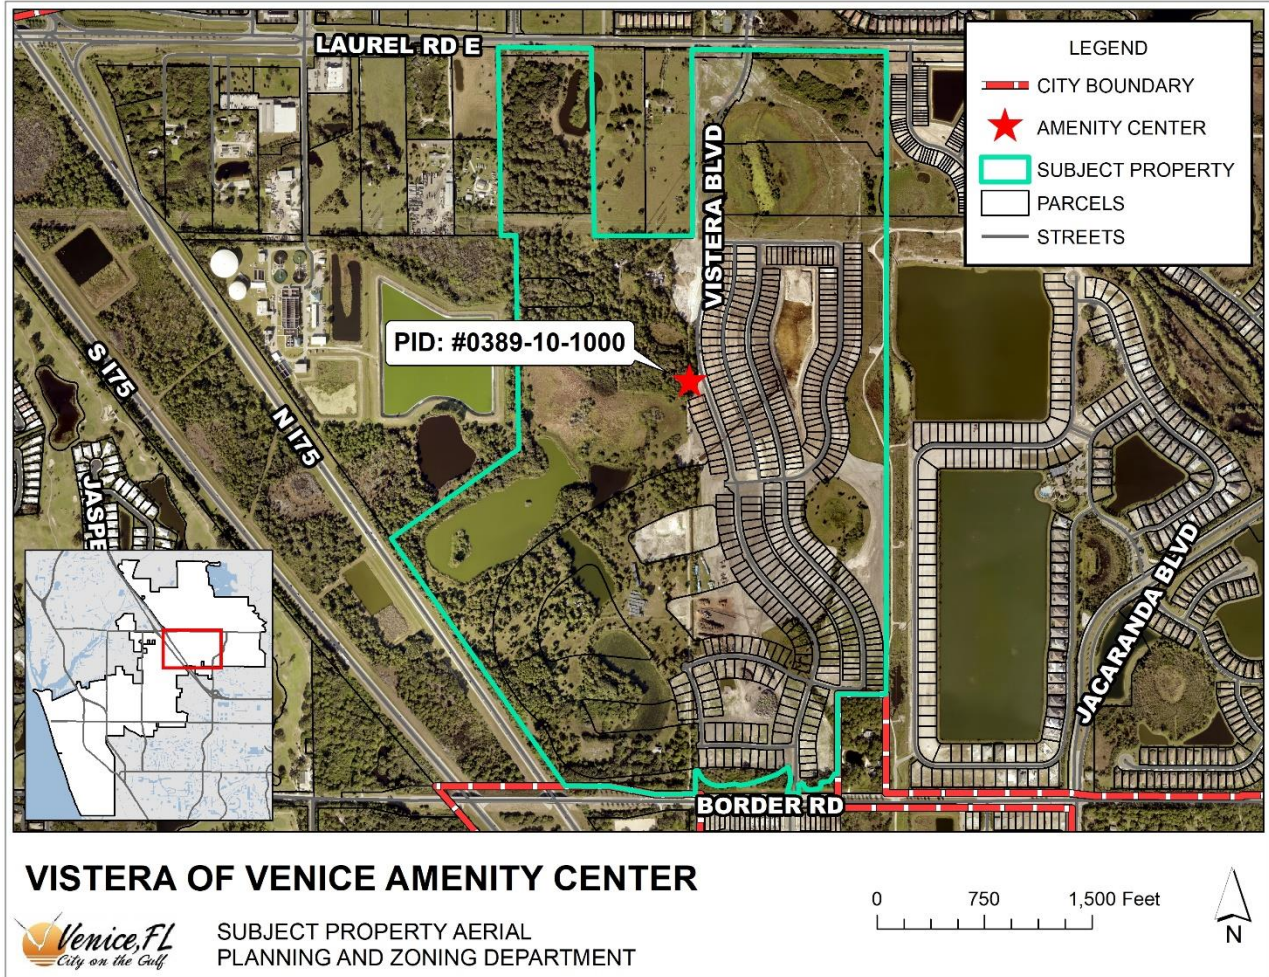 LAUREL RD E
LEGEND
CITY BOUNDARY
AMENITY CENTER
SUBJECT PROPERTY
PARCELS
STREETS
VISTERA BLVD
PID: #0389-10-1000
S I75
N I75
JASPE
JACARANDA BLVD
BORDER RD
VISTERA OF VENICE AMENITY CENTER
0 750 1,500 Feet
N
Venice, FL
City on the Gulf
SUBJECT PROPERTY AERIAL
PLANNING AND ZONING DEPARTMENT